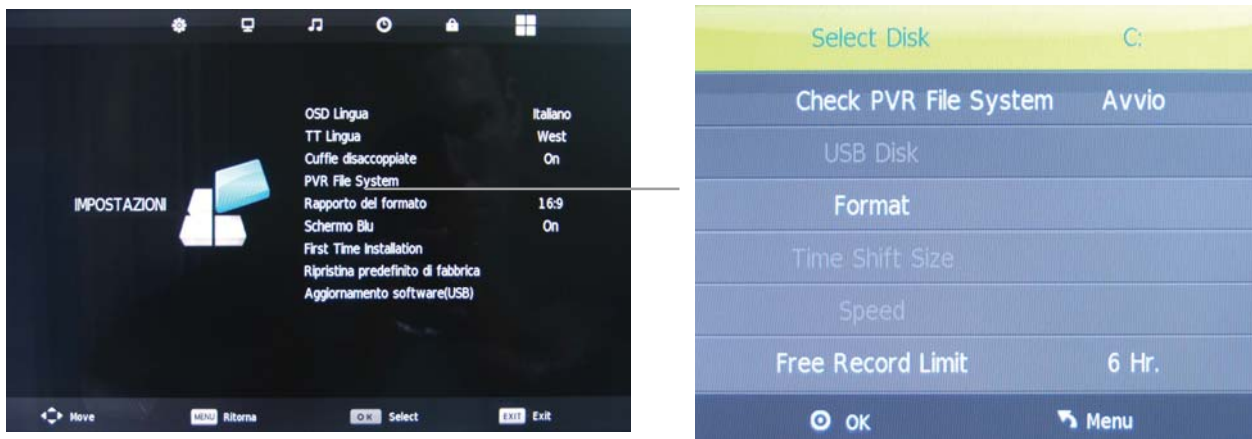 OSD Lingua Italiano
TT Lingua West
Cuffie disaccoppiate On
PVR File System
IMPOSTAZIONI
Rapporto del formato 16:9
Schermo Blu On
First Time Installation
Ripristina predefinito di fabbrica
Aggiornamento software(USB)
Move MENU Ritorna OK Select EXIT Exit
Select Disk C:
Check PVR File System Avvio
USB Disk
Format
Time Shift Size
Speed
Free Record Limit 6 Hr.
OK Menu